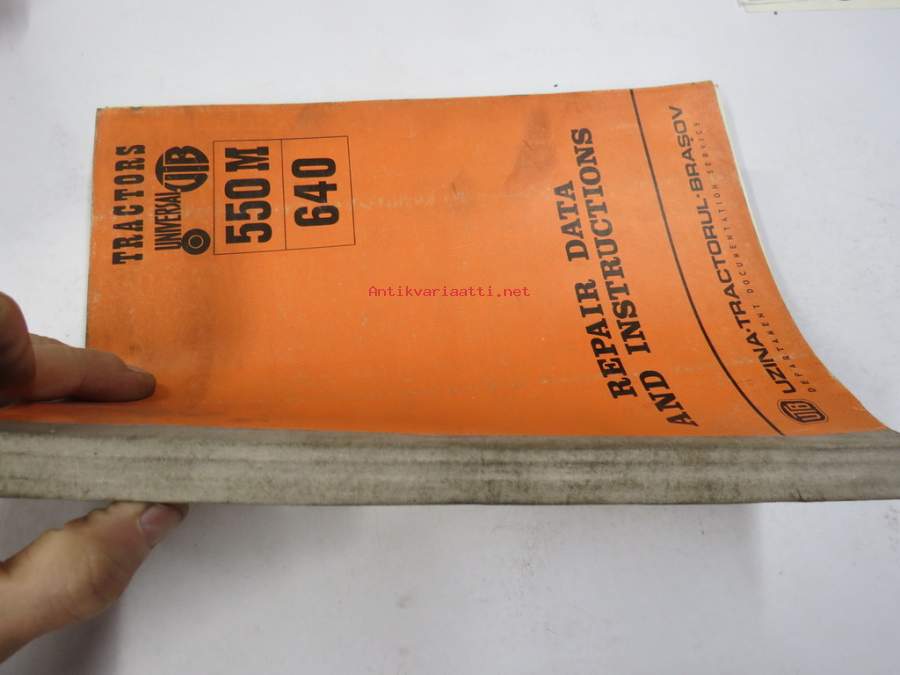 TRACTORS
UNIVERSAL UTB
550 M
640
REPAIR DATA
AND INSTRUCTIONS
UTB UZINA·TRACTORUL·BRAȘOV
DEPARTAMENT DOCUMENTATION SERVICE
Antikvariaatti.net